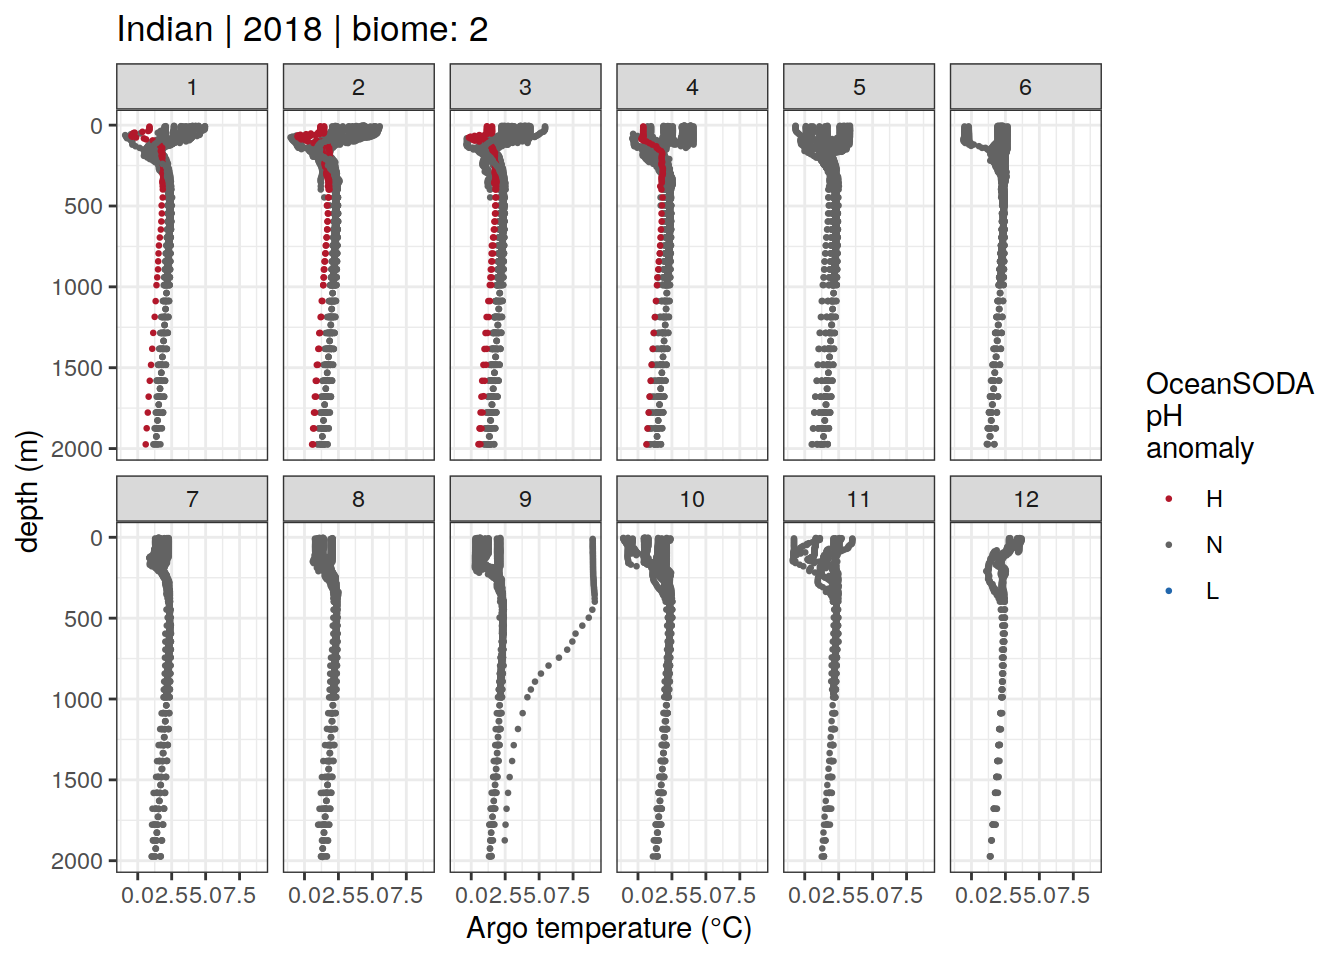 Indian | 2018 | biome: 2
1 2 3 4 5 6
0
500
1000
1500
2000
7 8 9 10 11 12
0
500
1000
1500
2000
0.02.55.07.5 0.02.55.07.5 0.02.55.07.5 0.02.55.07.5 0.02.55.07.5 0.02.55.07.5
Argo temperature (°C)
depth (m)
OceanSODA
pH
anomaly
H
N
L